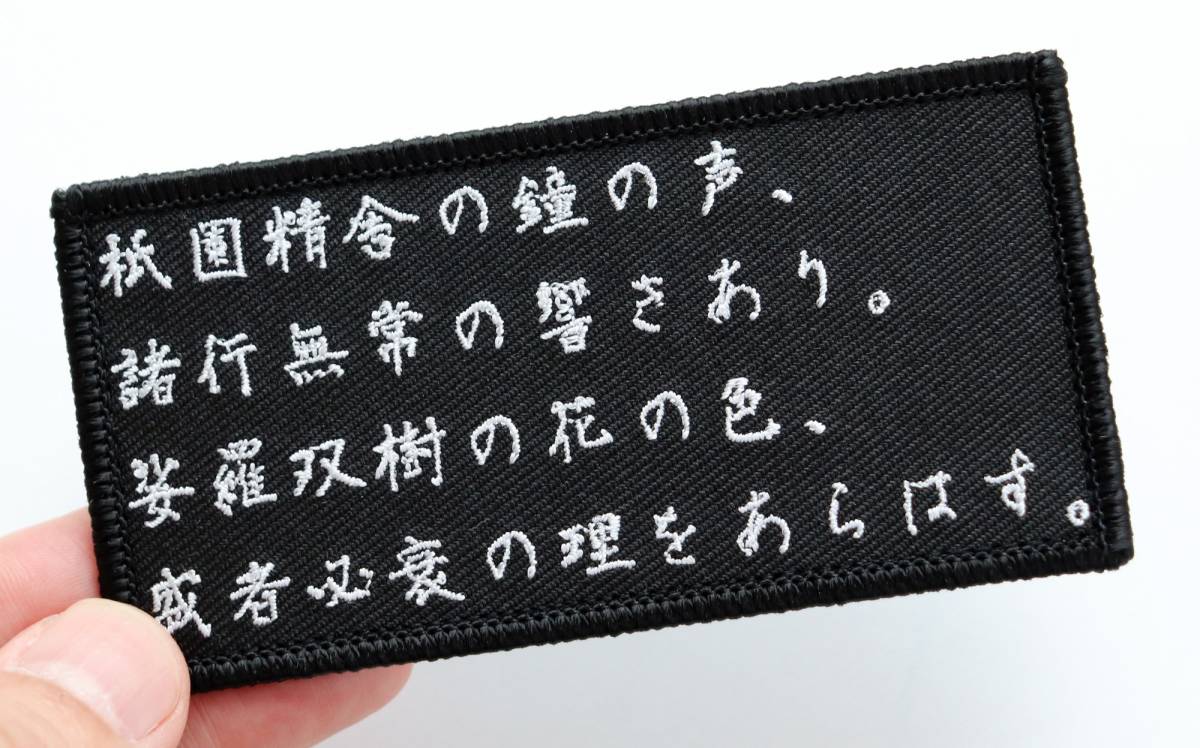 祇園精舎の鐘の声、
諸行無常の響きあり。
娑羅双樹の花の色、
盛者必衰の理をあらはす。